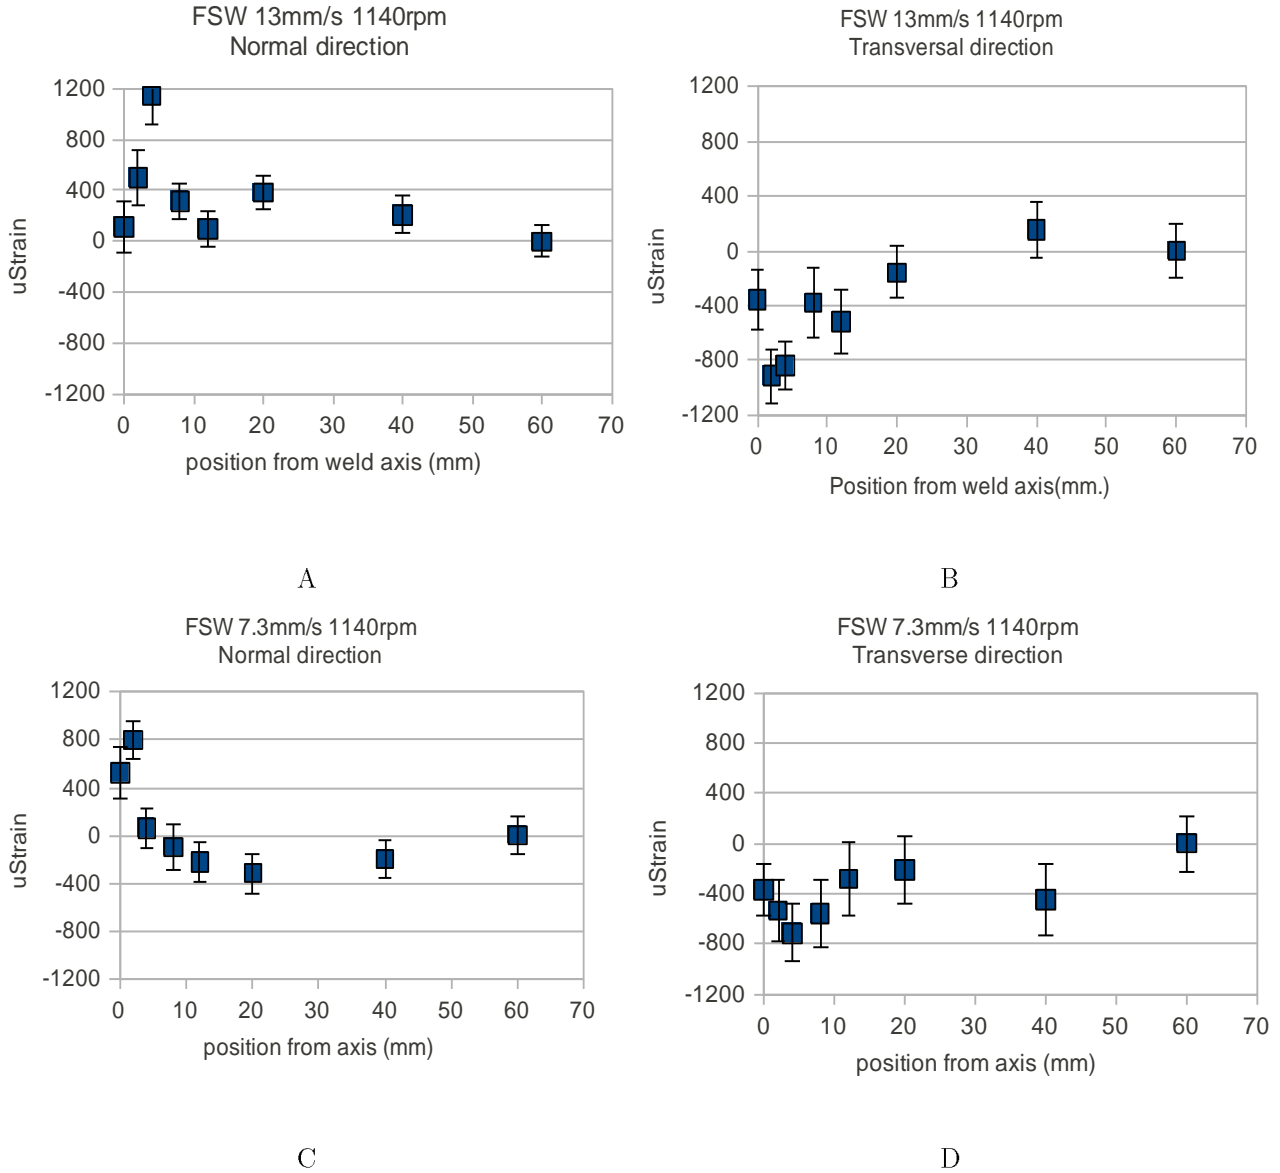 FSW 13mm/s 1140rpm
Normal direction
1200
800
400
0
-400
-800
-1200
uStrain
0 10 20 30 40 50 60 70
position from weld axis (mm)
A
FSW 13mm/s 1140rpm
Transversal direction
1200
800
400
0
-400
-800
-1200
uStrain
0 10 20 30 40 50 60 70
Position from weld axis(mm.)
B
FSW 7.3mm/s 1140rpm
Normal direction
1200
800
400
0
-400
-800
-1200
uStrain
0 10 20 30 40 50 60 70
position from axis (mm)
C
FSW 7.3mm/s 1140rpm
Transverse direction
1200
800
400
0
-400
-800
-1200
uStrain
0 10 20 30 40 50 60 70
position from axis (mm)
D